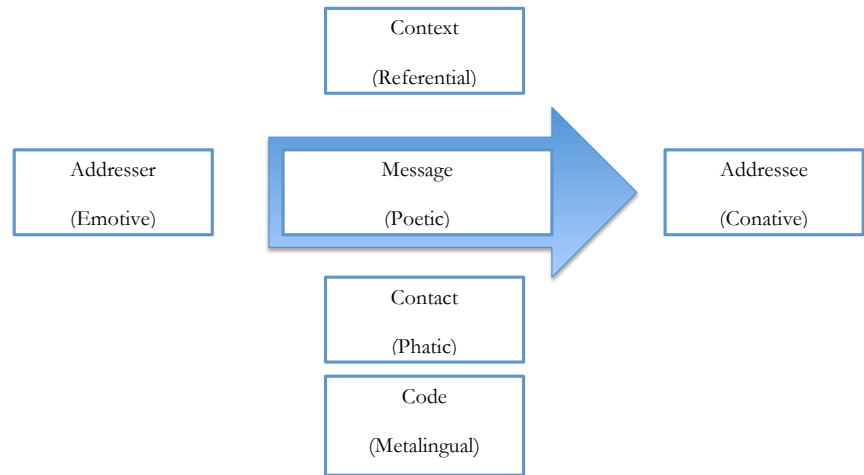 Context
(Referential)
Addresser
(Emotive)
Message
(Poetic)
Addressee
(Conative)
Contact
(Phatic)
Code
(Metalingual)